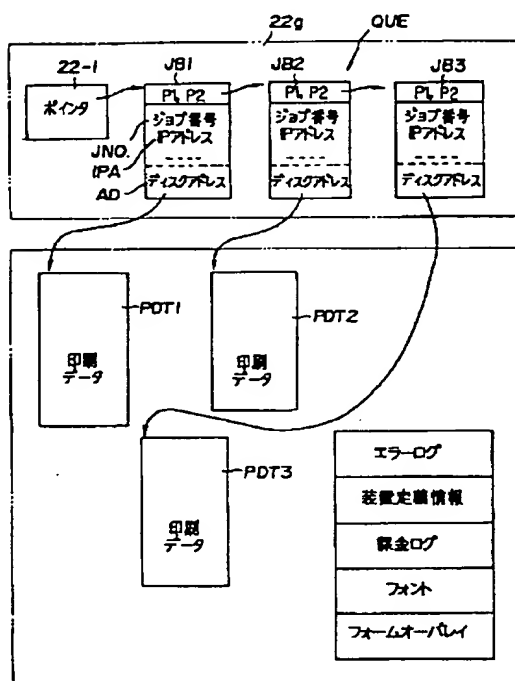 22g
QUE
22-1
JB1
JB2
JB3
ポインタ
P1, P2
P1, P2
P1, P2
ジョブ番号
ジョブ番号
ジョブ番号
IPアドレス
IPアドレス
IPアドレス
JNO.
IPA
AD
ディスクアドレス
ディスクアドレス
ディスクアドレス
PDT1
PDT2
印刷
データ
印刷
データ
PDT3
印刷
データ
エラーログ
装置定義情報
課金ログ
フォント
フォームオーバレイ